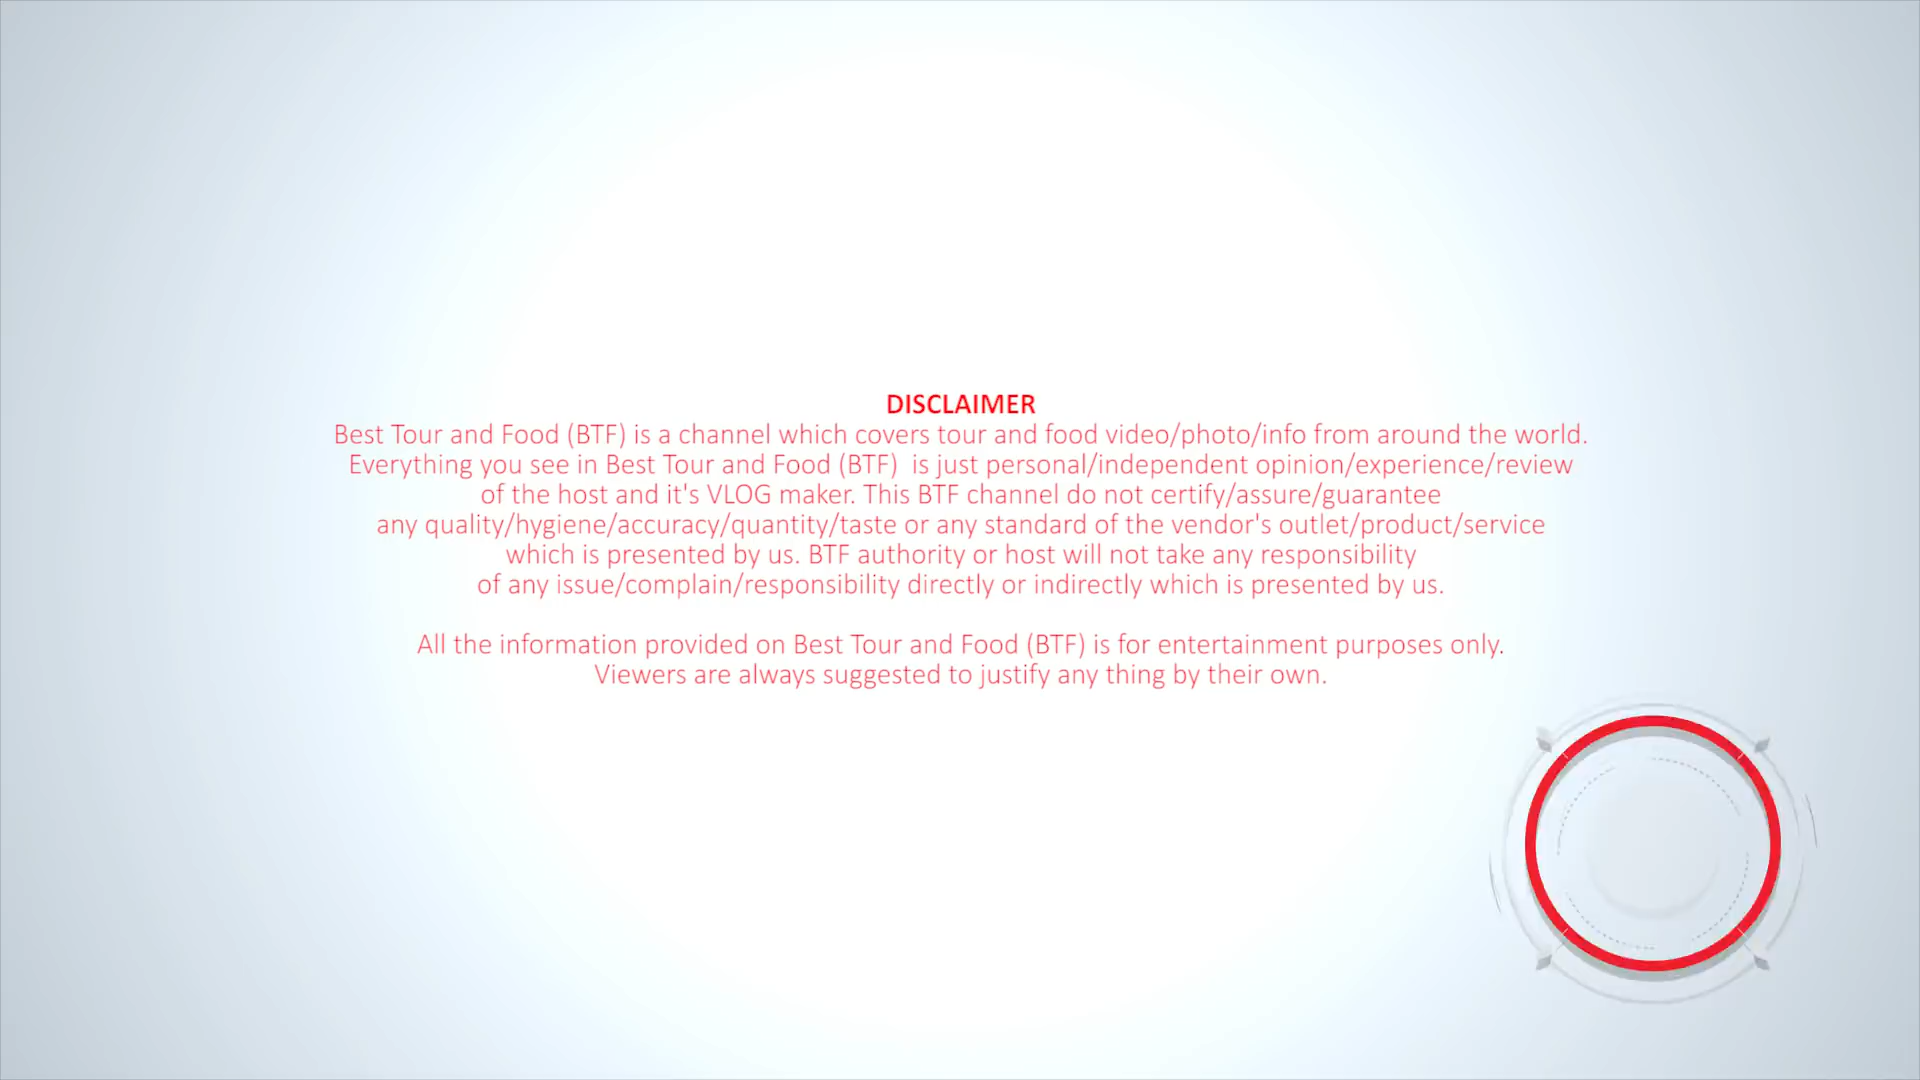 DISCLAIMER
Best Tour and Food (BTF) is a channel which covers tour and food video/photo/info from around the world.
Everything you see in Best Tour and Food (BTF)  is just personal/independent opinion/experience/review
of the host and it's VLOG maker. This BTF channel do not certify/assure/guarantee
any quality/hygiene/accuracy/quantity/taste or any standard of the vendor's outlet/product/service
which is presented by us. BTF authority or host will not take any responsibility
of any issue/complain/responsibility directly or indirectly which is presented by us.
All the information provided on Best Tour and Food (BTF) is for entertainment purposes only.
Viewers are always suggested to justify any thing by their own.